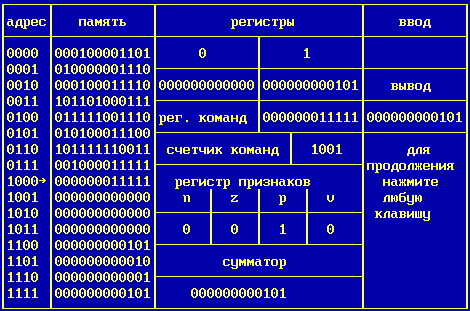 адрес память регистры ввод
0000 000100001101 0 1
0001 010000001110
0010 000100011110 000000000000 000000000101 вывод
0011 101101000111
0100 011111001110 рег. команд 000000011111 000000000101
0101 010100011100
0110 101111110011 счетчик команд 1001 для
0111 001000011111 продолжения
1000→ 000000011111 регистр признаков нажмите
1001 000000000000 n z p v любую
1010 000000000000 клавишу
1011 000000000000 0 0 1 0
1100 000000000101
1101 000000000010 сумматор
1110 000000000001
1111 000000000101 000000000101